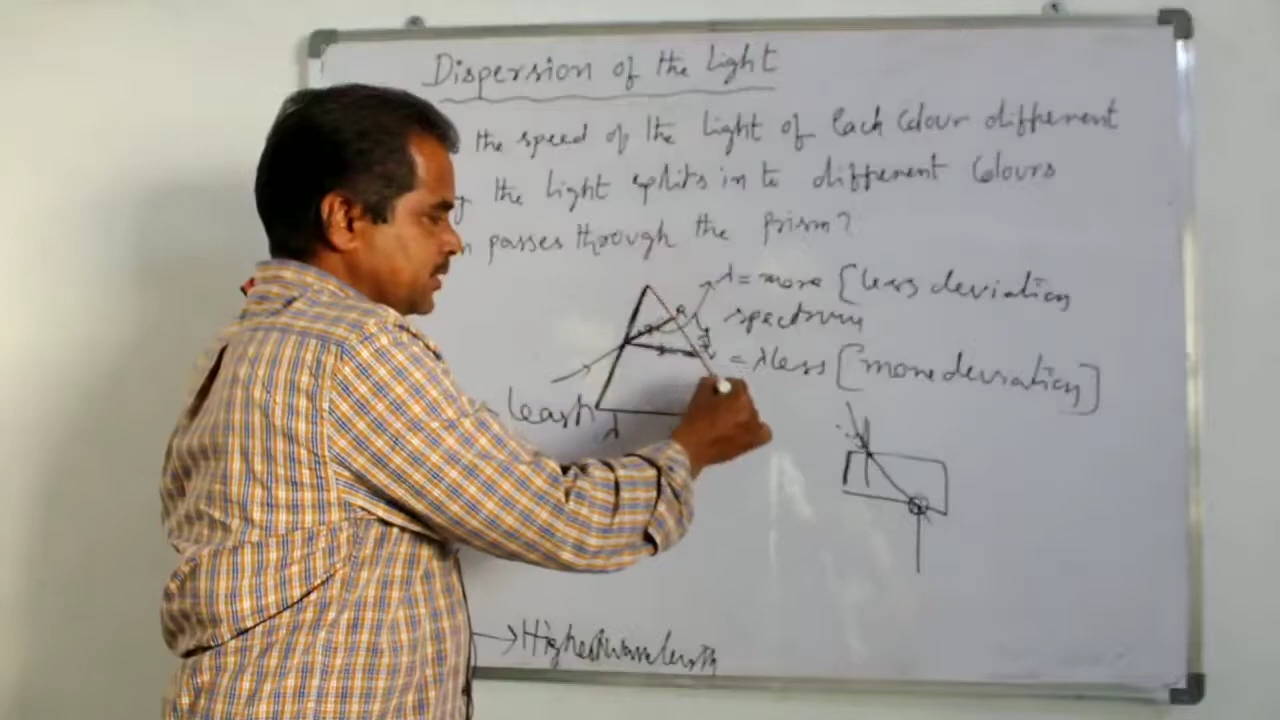 Dispersion of the Light
the speed of the light of each colour different
the light splits in to different colours
passes through the prism?
λ = more [less deviation
spectrum
= λ less [more deviation]
least
λ
→ Highest wavelength